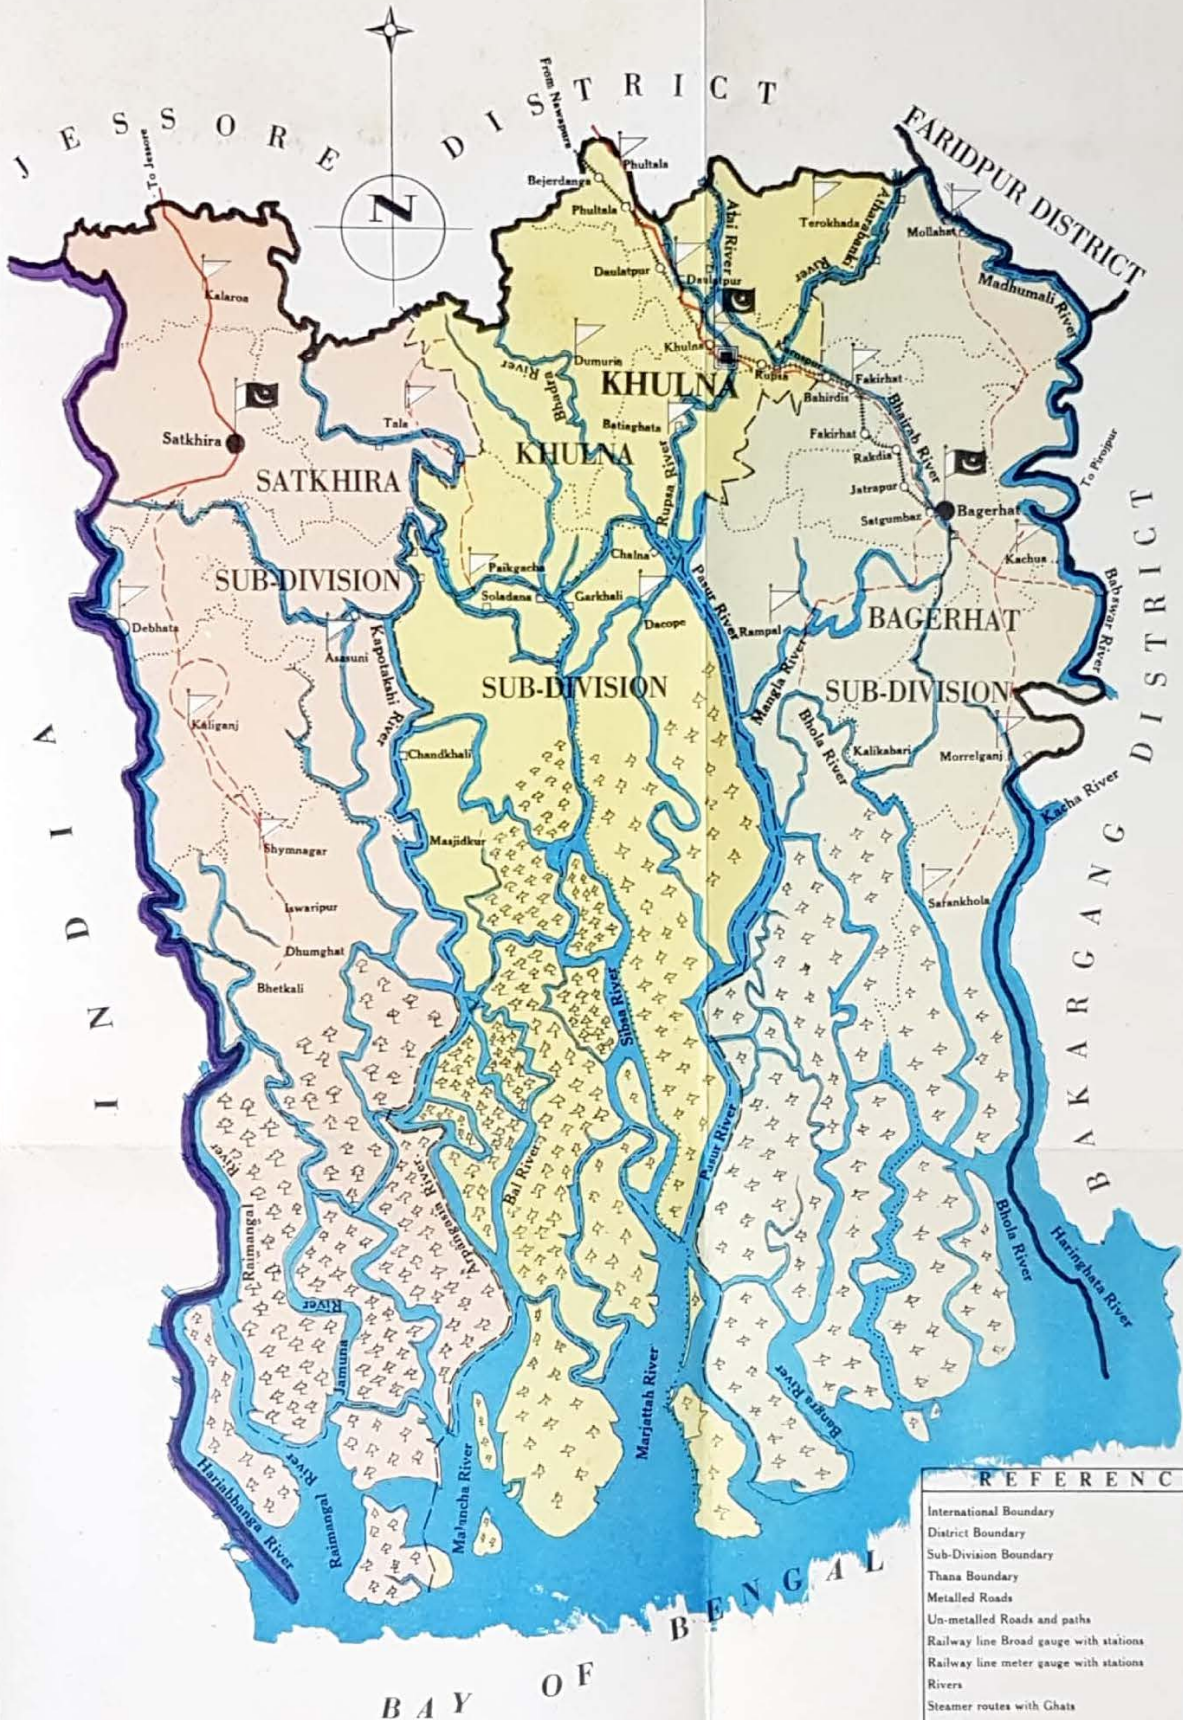 JESSORE DISTRICT
FARIDPUR DISTRICT
To Jessore
From Nawapara
N
Phultala
Bejerdanga
Phultala
Terokhada
Atharabanki
River
Mollahat
Madhumati River
Kalaroa
Daulatpur
Daulatpur
Khulna
Rupsa
Dumuria
Bhadra
River
KHULNA
Bahirdia
Fakirhat
Bhairab River
Tala
Batiaghata
Satkhira
SATKHIRA
KHULNA
Rupsa River
Fakirhat
Rakdia
Jatrapur
Satgumbaz
Bagerhat
To Pirojpur
Kachua
Chalna
SUB-DIVISION
Paikgacha
Soladana
Garkhali
Dacope
Pasur River
Rampal
BAGERHAT
Baleswar River
Debhata
Asasuni
Kapotakshi River
SUB-DIVISION
Mangla River
SUB-DIVISION
Kaliganj
Bhola River
Kalikabari
Morrelganj
Chandkhali
Kacha River
Masjidkur
Shymnagar
Sarankhola
Iswaripur
Dhumghat
Bhetkali
INDIA
BAKARGANG DISTRICT
Sibsa River
Pusur River
Bal River
Arpangasia River
Raimangal
River
Bhola River
Haringhata River
River
Jamuna
Marjattah River
Bangra River
Malancha River
Raimangal
River
Hariabhanga River
BAY OF BENGAL
REFERENC
International Boundary
District Boundary
Sub-Division Boundary
Thana Boundary
Metalled Roads
Un-metalled Roads and paths
Railway line Broad gauge with stations
Railway line meter gauge with stations
Rivers
Steamer routes with Ghats